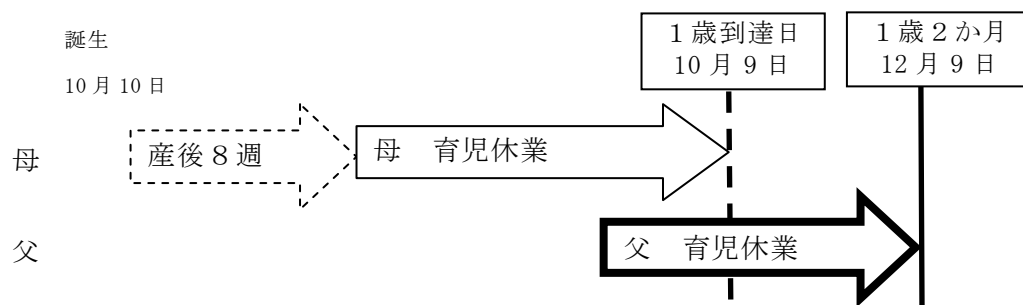 誕生
10月10日
1歳到達日
10月9日
1歳2か月
12月9日
母
産後8週
母 育児休業
父
父 育児休業